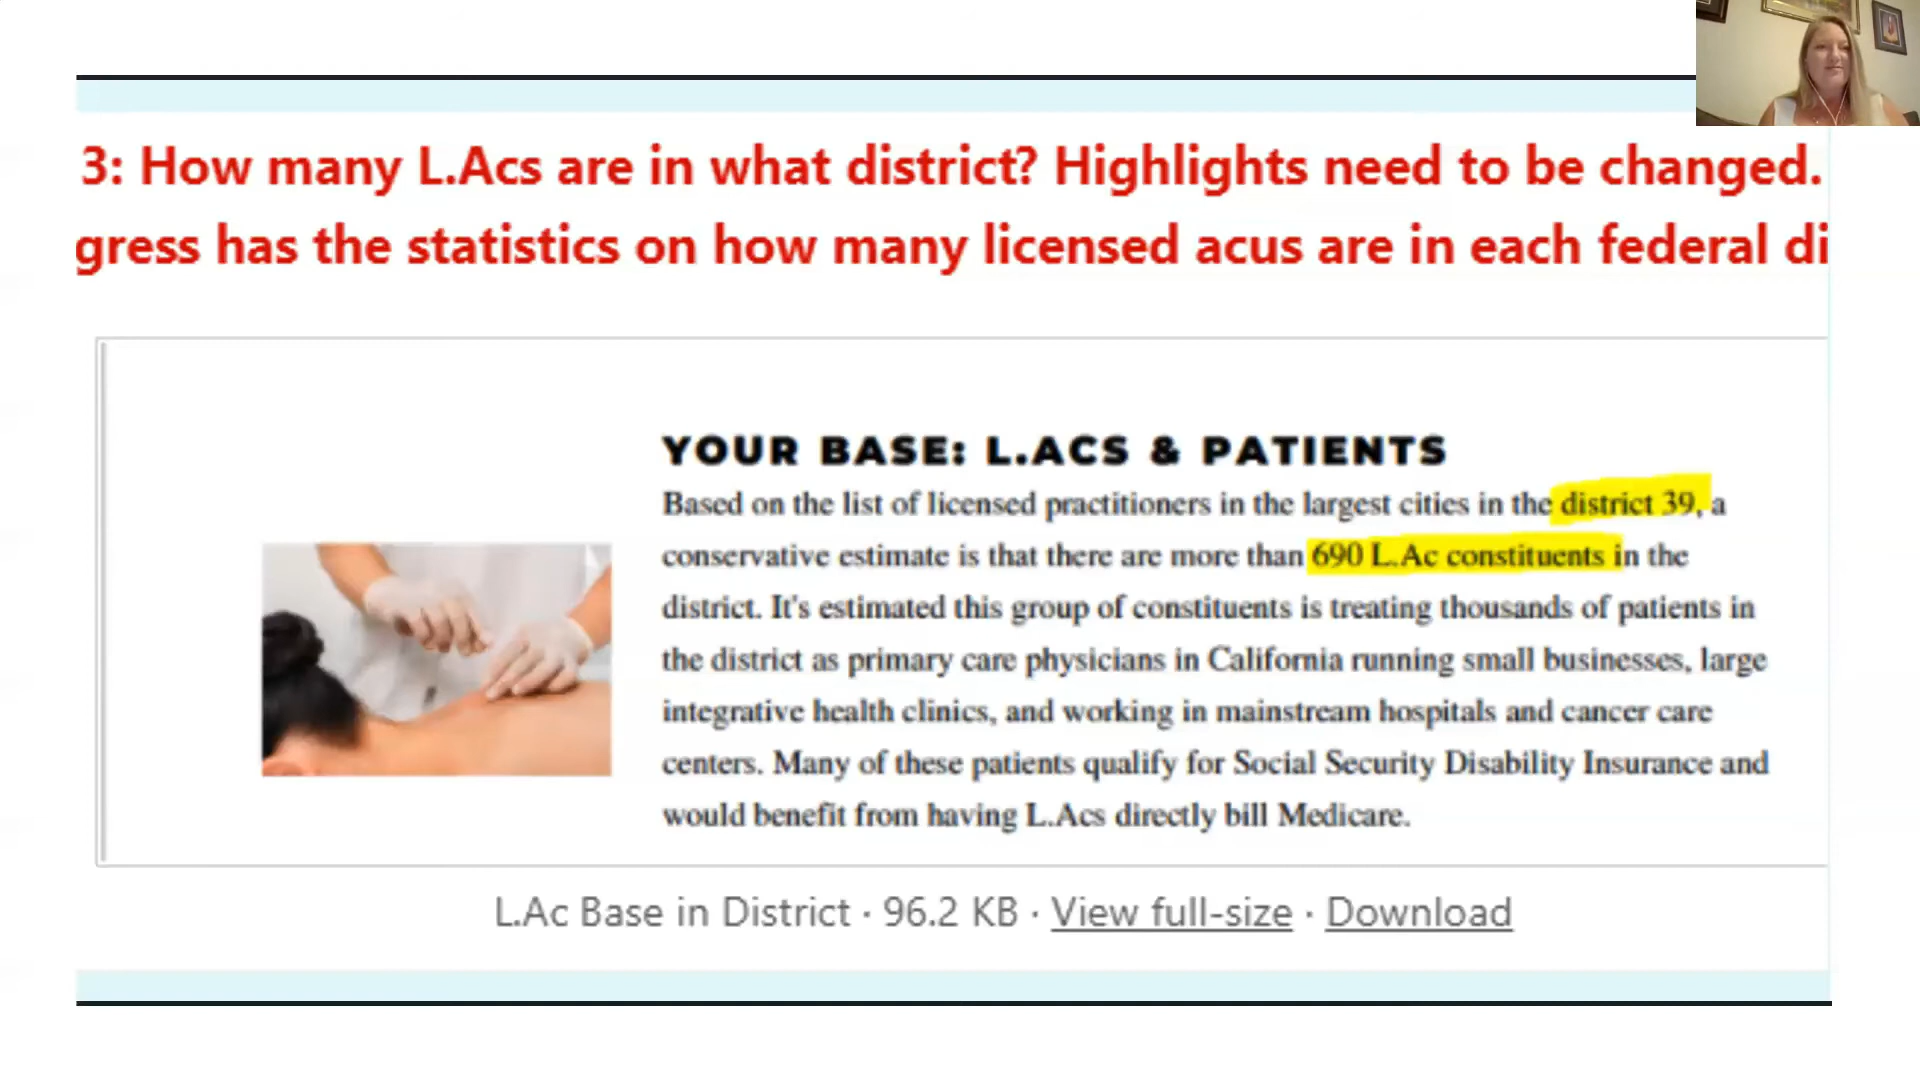 3: How many L.Acs are in what district? Highlights need to be changed.
gress has the statistics on how many licensed acus are in each federal di
YOUR BASE: L.ACS & PATIENTS
Based on the list of licensed practitioners in the largest cities in the district 39, a
conservative estimate is that there are more than 690 L.Ac constituents in the
district. It's estimated this group of constituents is treating thousands of patients in
the district as primary care physicians in California running small businesses, large
integrative health clinics, and working in mainstream hospitals and cancer care
centers. Many of these patients qualify for Social Security Disability Insurance and
would benefit from having L.Acs directly bill Medicare.
L.Ac Base in District · 96.2 KB · View full-size · Download